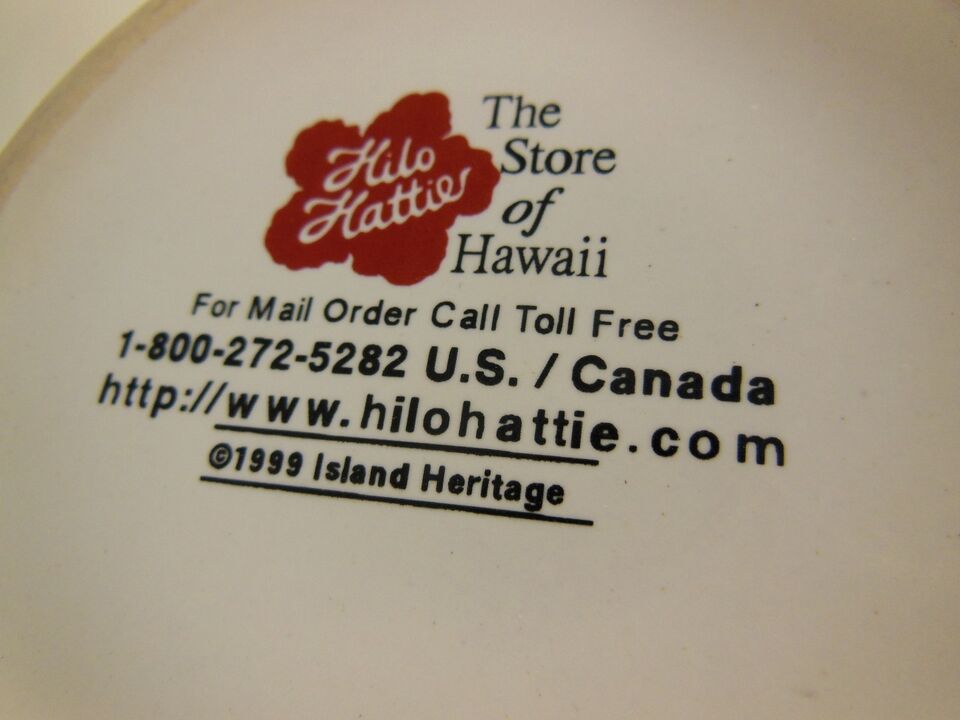 Hilo
Hattie
The
Store
of
Hawaii
For Mail Order Call Toll Free
1-800-272-5282 U.S. / Canada
http://www.hilohattie.com
©1999 Island Heritage